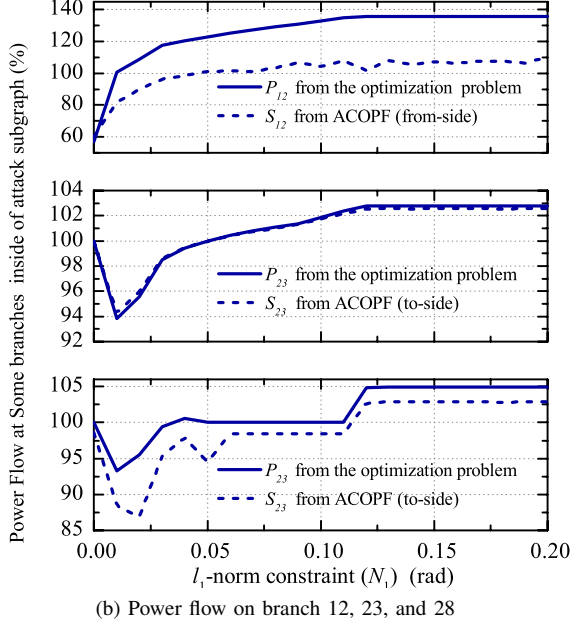 Power Flow at Some branches inside of attack subgraph (%)
140
120
100
80
60
P12 from the optimization problem
S12 from ACOPF (from-side)
104
102
100
98
96
94
92
P23 from the optimization problem
S23 from ACOPF (to-side)
105
100
95
90
85
P23 from the optimization problem
S23 from ACOPF (to-side)
0.00 0.05 0.10 0.15 0.20
l1-norm constraint (N1) (rad)
(b) Power flow on branch 12, 23, and 28